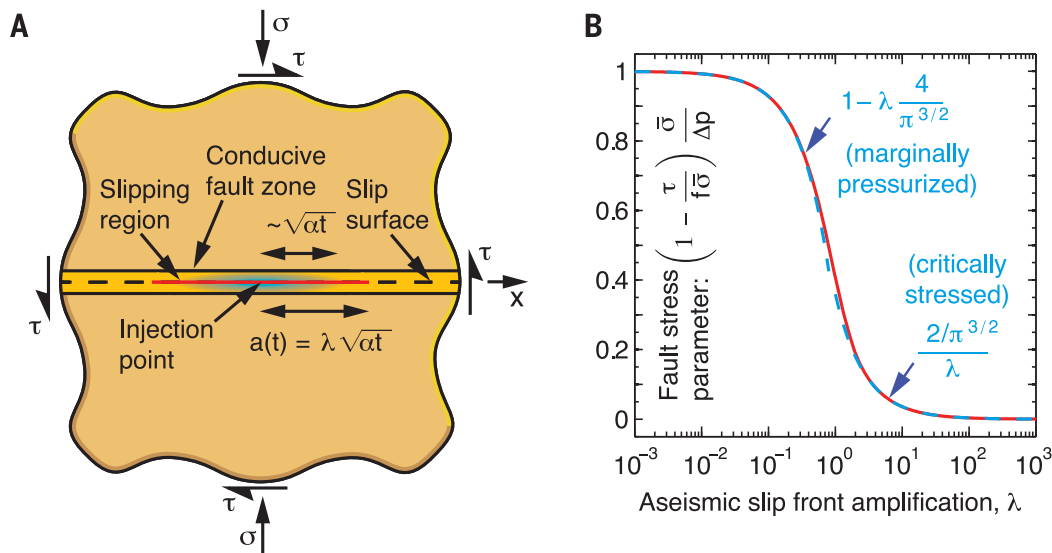 A
σ
τ
Conducive
fault zone
Slipping
region
Slip
surface
~√αt
τ
τ
x
Injection
point
a(t) = λ √αt
τ
σ
B
Fault stress
parameter: (1 − τ / f σ̅) σ̅ / Δp
1
0.8
0.6
0.4
0.2
0
1 − λ 4 / π^3/2
(marginally
pressurized)
(critically
stressed)
2/π^3/2 / λ
10^−3 10^−2 10^−1 10^0 10^1 10^2 10^3
Aseismic slip front amplification, λ